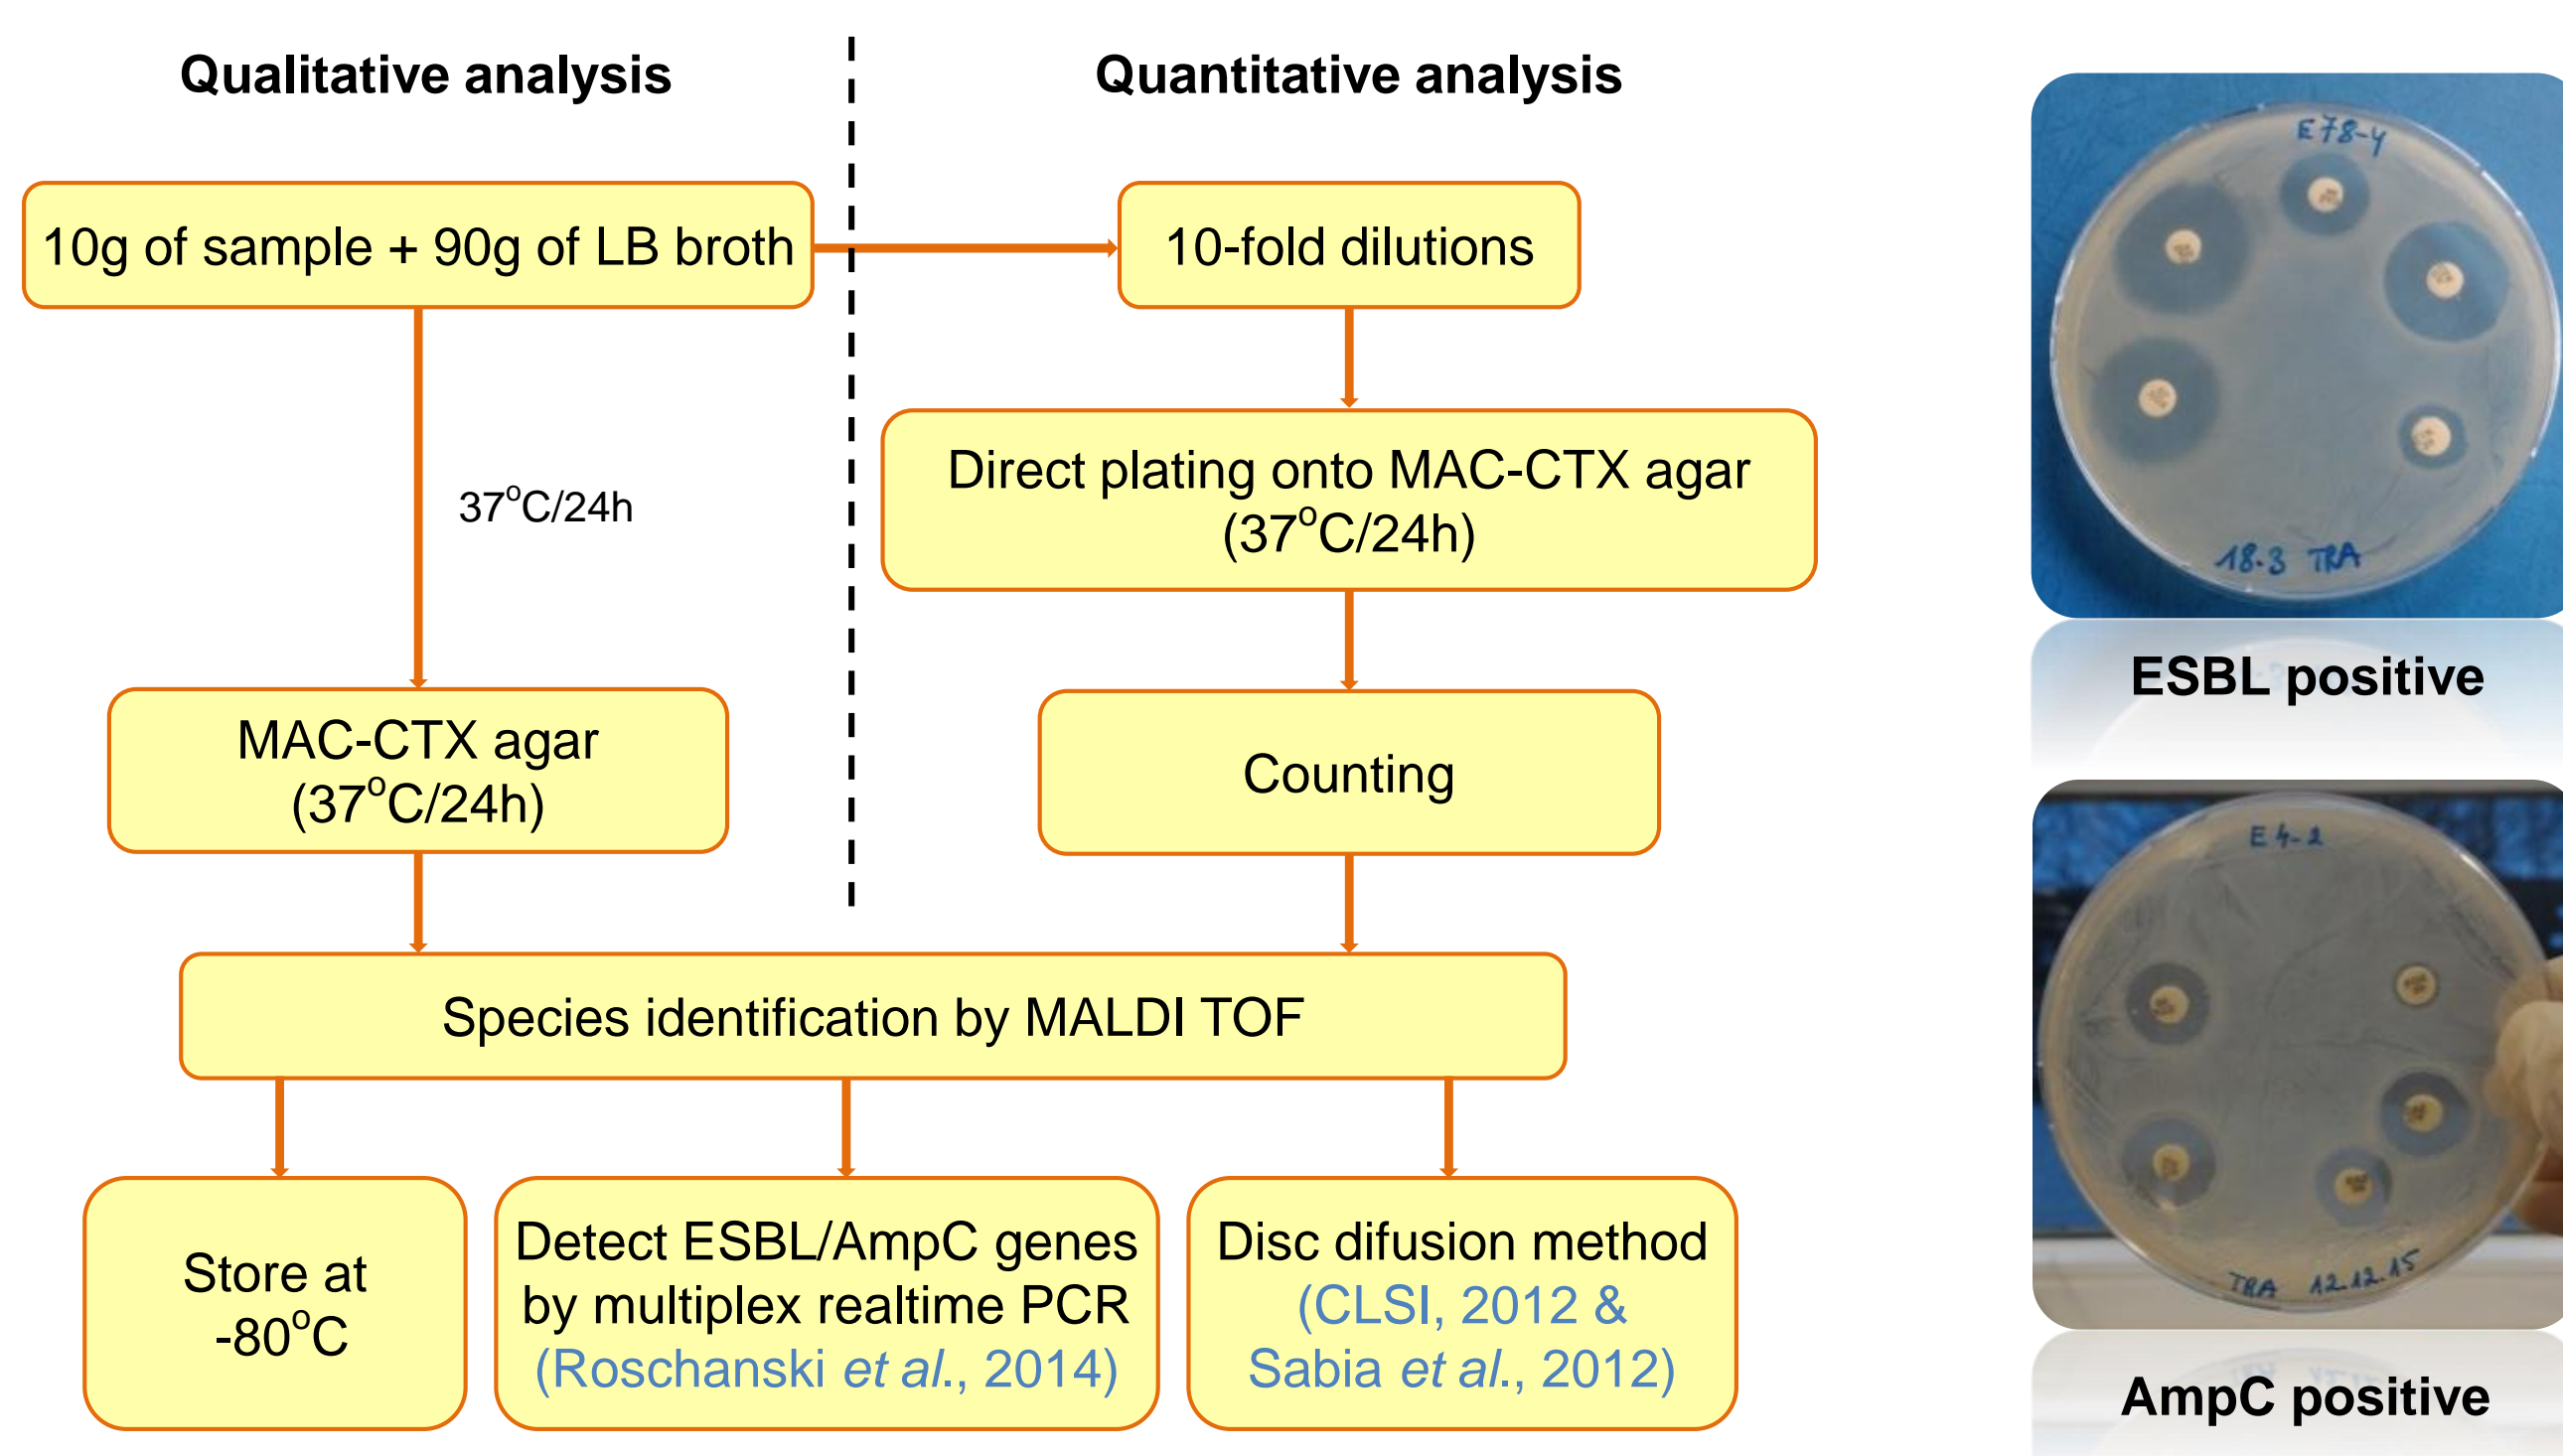 Qualitative analysis
Quantitative analysis
10g of sample + 90g of LB broth
10-fold dilutions
37°C/24h
Direct plating onto MAC-CTX agar
(37°C/24h)
MAC-CTX agar
(37°C/24h)
Counting
Species identification by MALDI TOF
Store at
-80°C
Detect ESBL/AmpC genes
by multiplex realtime PCR
(Roschanski et al., 2014)
Disc difusion method
(CLSI, 2012 &
Sabia et al., 2012)
E78-4
18.3 TRA
ESBL positive
E4-2
TRA 12.12.15
AmpC positive